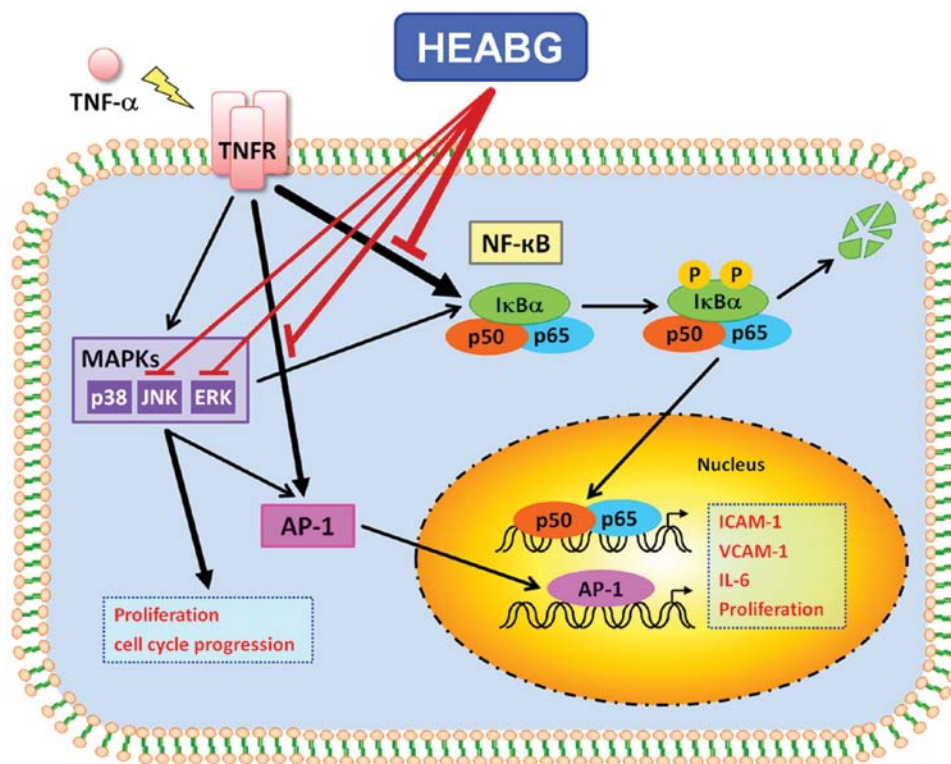 HEABG
TNF-α
TNFR
NF-κB
P P
IκBα
IκBα
p50 p65
p50 p65
MAPKs
p38 JNK ERK
Nucleus
p50 p65
ICAM-1
VCAM-1
IL-6
Proliferation
AP-1
AP-1
Proliferation
cell cycle progression